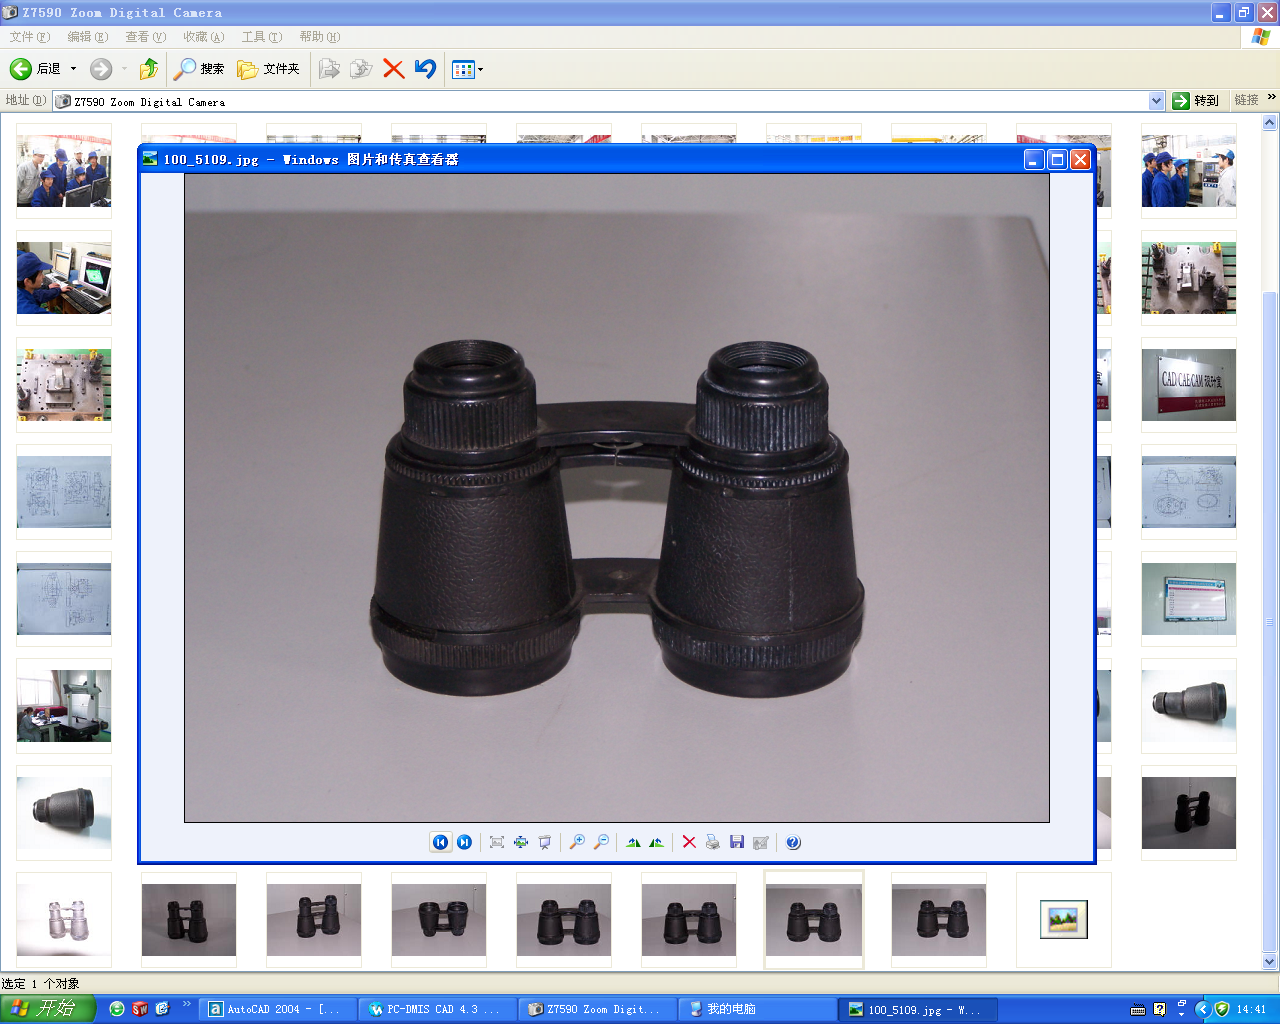 Z7590 Zoom Digital Camera
文件(F) 编辑(E) 查看(V) 收藏(A) 工具(T) 帮助(H)
后退 搜索 文件夹
地址(D) Z7590 Zoom Digital Camera 转到 链接 »
100_5109.jpg - Windows 图片和传真查看器
CAD/CAE/CAM 设计室
选定 1 个对象
开始 AutoCAD 2004 - [... PC-DMIS CAD 4.3 ... Z7590 Zoom Digit... 我的电脑 100_5109.jpg - W... 14:41